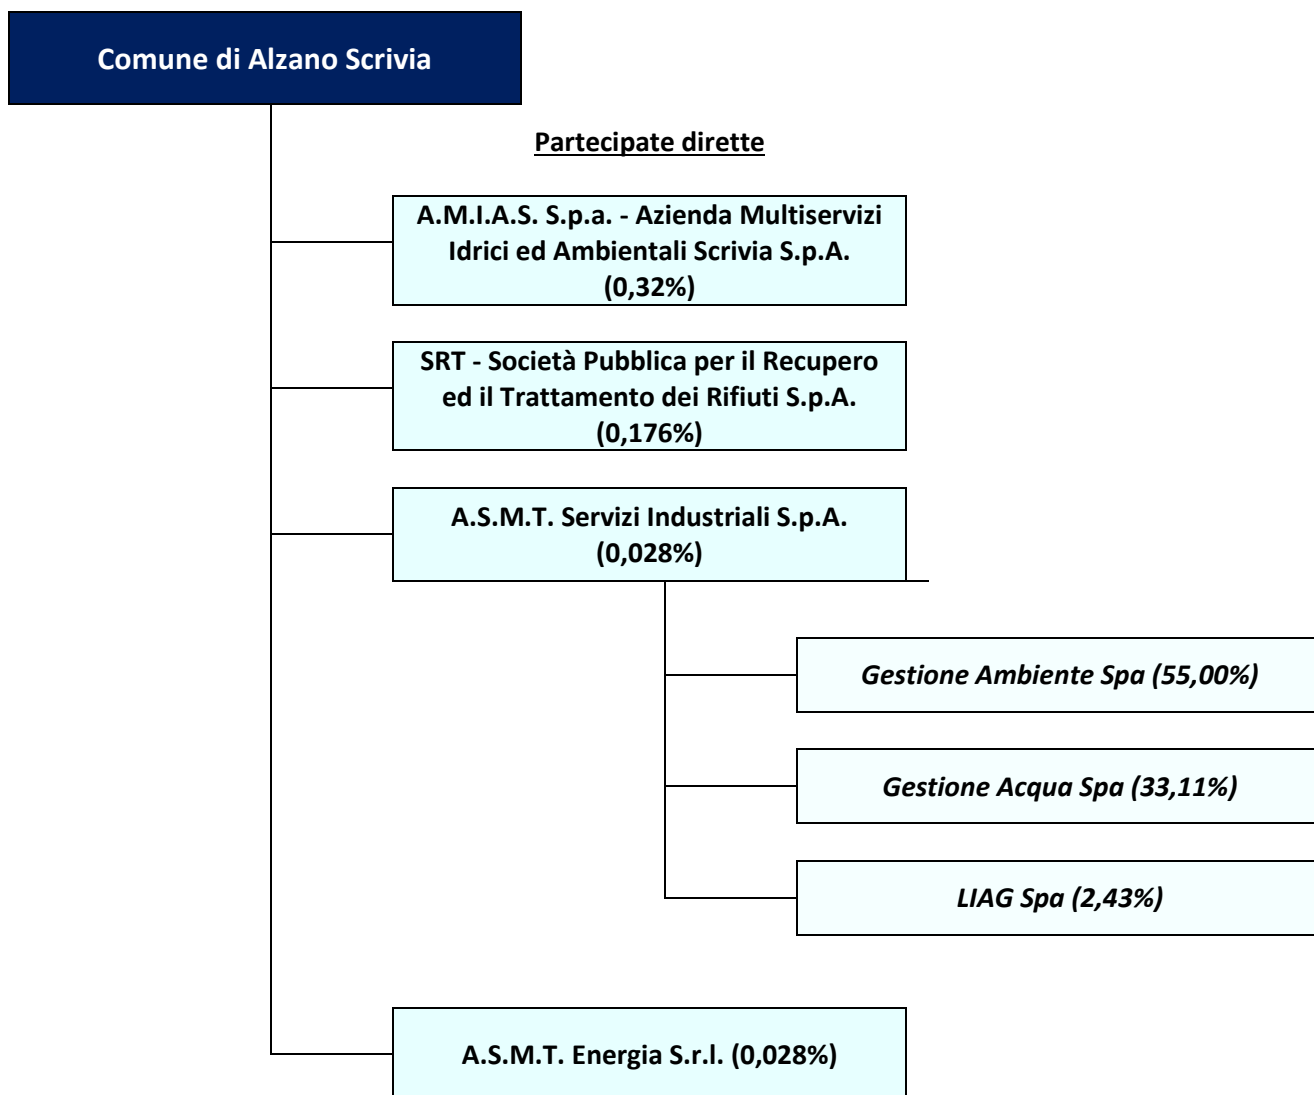 Comune di Alzano Scrivia
Partecipate dirette
A.M.I.A.S. S.p.a. - Azienda Multiservizi
Idrici ed Ambientali Scrivia S.p.A.
(0,32%)
SRT - Società Pubblica per il Recupero
ed il Trattamento dei Rifiuti S.p.A.
(0,176%)
A.S.M.T. Servizi Industriali S.p.A.
(0,028%)
Gestione Ambiente Spa (55,00%)
Gestione Acqua Spa (33,11%)
LIAG Spa (2,43%)
A.S.M.T. Energia S.r.l. (0,028%)